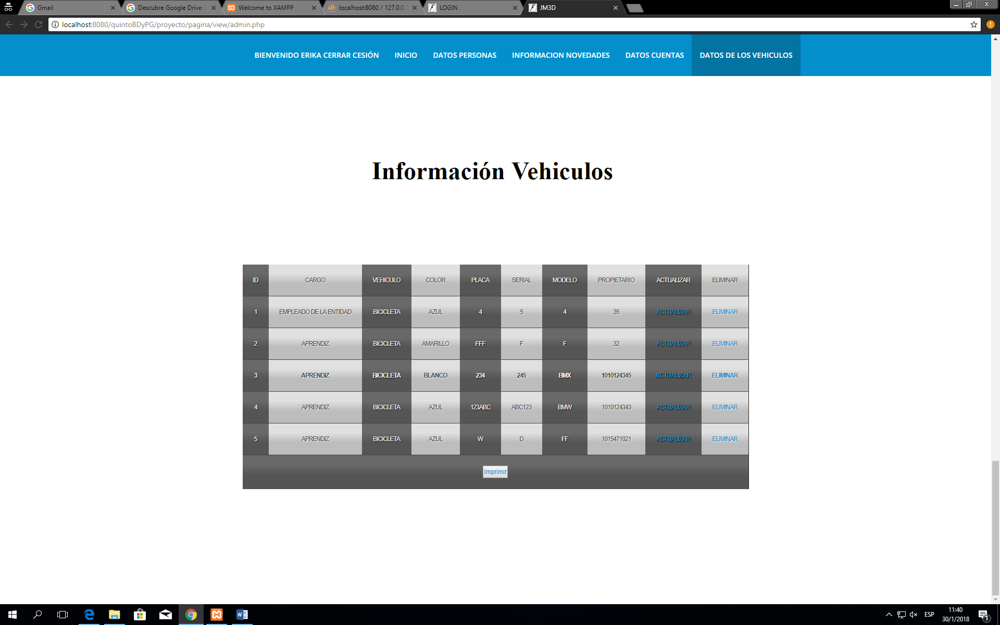 Gmail
Descubre Google Drive:
Welcome to XAMPP
localhost:8080 / 127.0.0.
LOGIN
JM3D
localhost:8080/quintoBDyPG/proyecto/pagina/view/admin.php
BIENVENIDO ERIKA CERRAR CESIÓN INICIO DATOS PERSONAS INFORMACION NOVEDADES DATOS CUENTAS DATOS DE LOS VEHICULOS
Información Vehiculos
ID CARGO VEHICULO COLOR PLACA SERIAL MODELO PROPIETARIO ACTUALIZAR ELIMINAR
1 EMPLEADO DE LA ENTIDAD BICICLETA AZUL 4 5 4 35 ACTUALIZAR ELIMINAR
2 APRENDIZ BICICLETA AMARILLO FFF F F 32 ACTUALIZAR ELIMINAR
3 APRENDIZ BICICLETA BLANCO 234 245 BMX 1010124345 ACTUALIZAR ELIMINAR
4 APRENDIZ BICICLETA AZUL 123ABC ABC123 BMW 1010124343 ACTUALIZAR ELIMINAR
5 APRENDIZ BICICLETA AZUL W D FF 1015471021 ACTUALIZAR ELIMINAR
Imprimir
ESP
11:40
30/1/2018
1